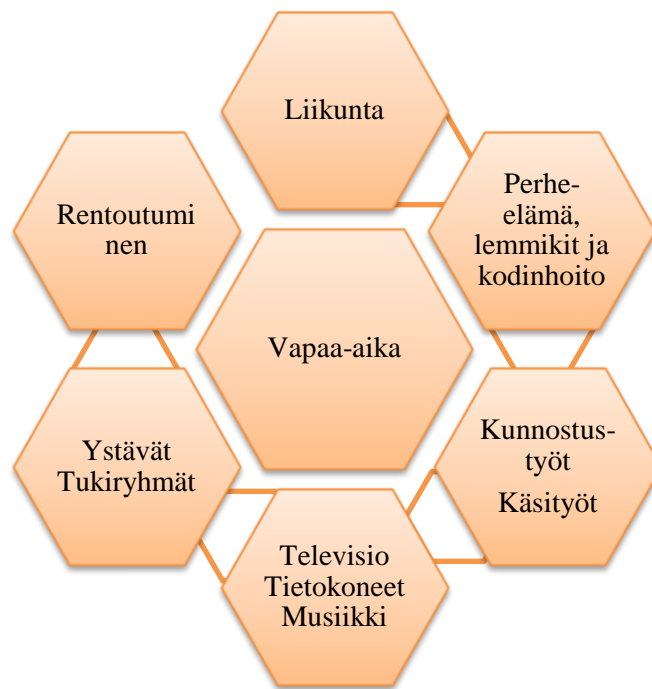 Liikunta
Perhe-
elämä,
lemmikit ja
kodinhoito
Rentoutumi
nen
Vapaa-aika
Kunnostus-
työt
Käsityöt
Ystävät
Tukiryhmät
Televisio
Tietokoneet
Musiikki